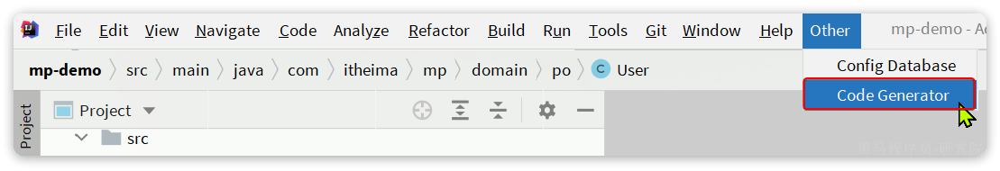 File Edit View Navigate Code Analyze Refactor Build Run Tools Git Window Help Other mp-demo - Ad
mp-demo src main java com itheima mp domain po C User
Config Database
Code Generator
Project
Project
src